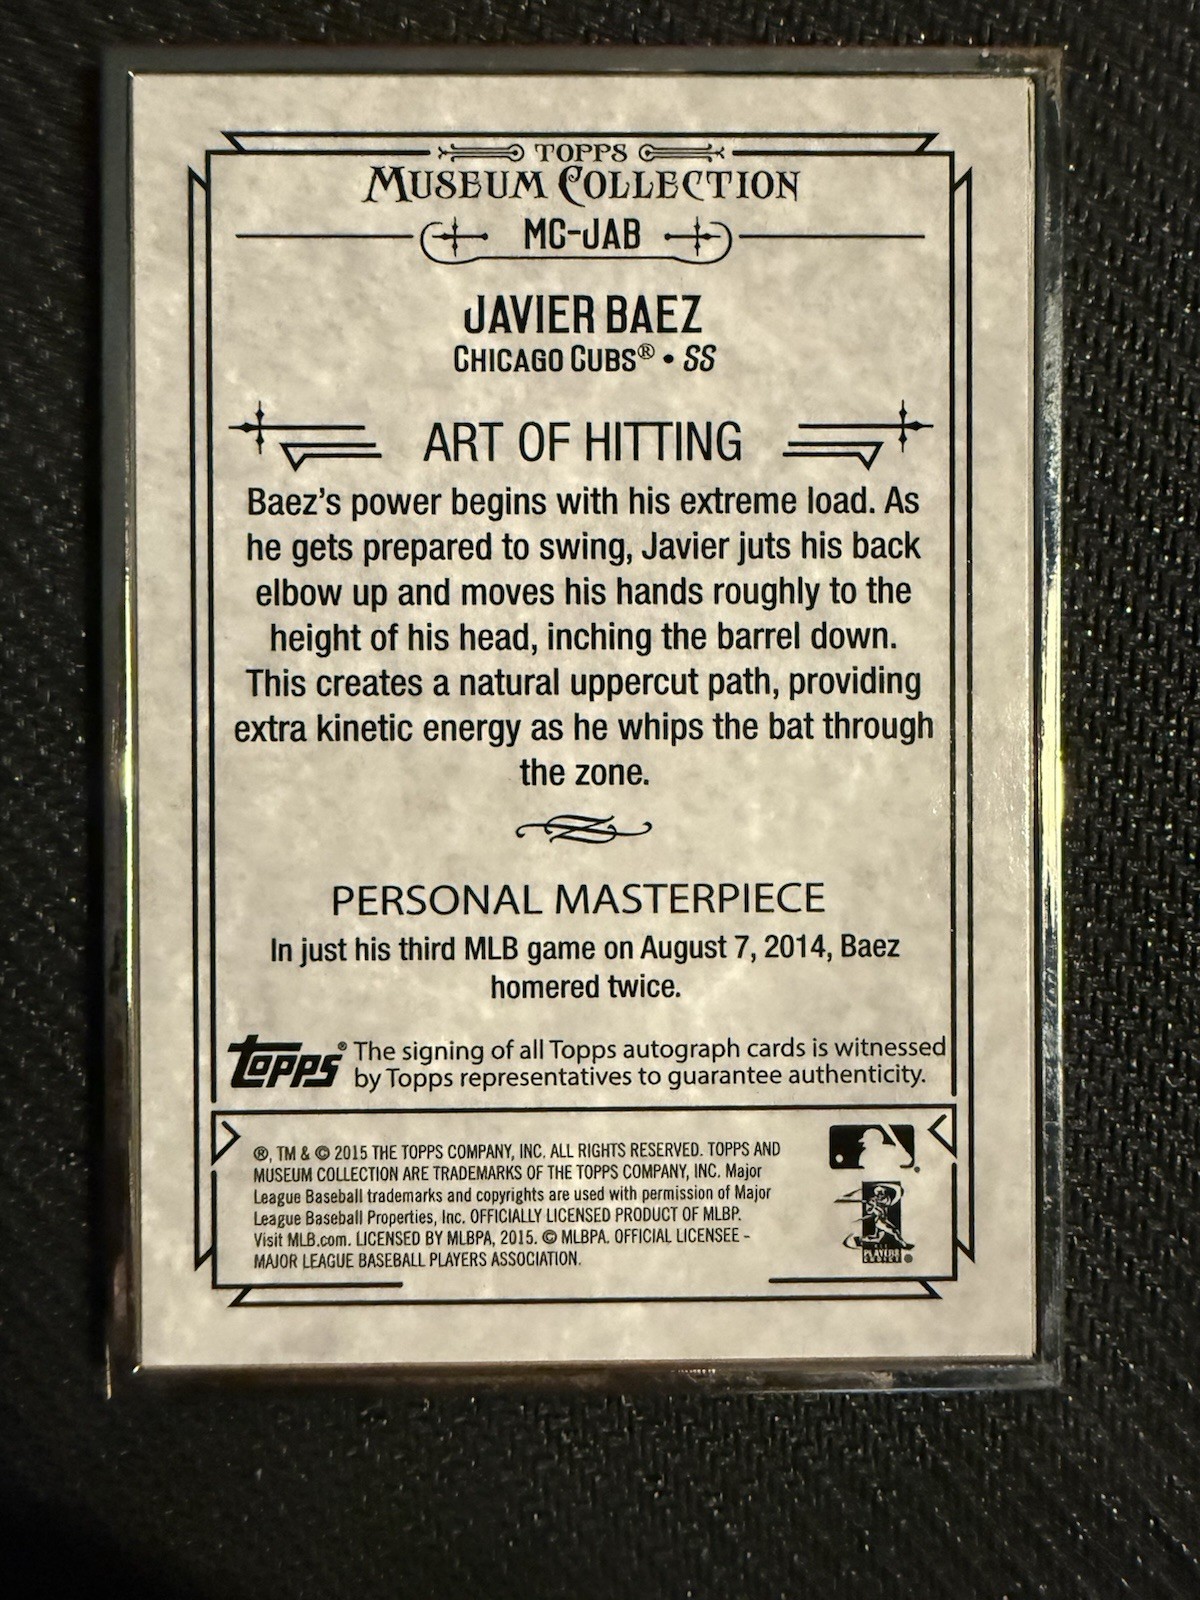 TOPPS
MUSEUM COLLECTION
MC-JAB
JAVIER BAEZ
CHICAGO CUBS® • SS
ART OF HITTING
Baez's power begins with his extreme load. As
he gets prepared to swing, Javier juts his back
elbow up and moves his hands roughly to the
height of his head, inching the barrel down.
This creates a natural uppercut path, providing
extra kinetic energy as he whips the bat through
the zone.
PERSONAL MASTERPIECE
In just his third MLB game on August 7, 2014, Baez
homered twice.
Topps® The signing of all Topps autograph cards is witnessed
by Topps representatives to guarantee authenticity.
®, TM & © 2015 THE TOPPS COMPANY, INC. ALL RIGHTS RESERVED. TOPPS AND
MUSEUM COLLECTION ARE TRADEMARKS OF THE TOPPS COMPANY, INC. Major
League Baseball trademarks and copyrights are used with permission of Major
League Baseball Properties, Inc. OFFICIALLY LICENSED PRODUCT OF MLBP.
Visit MLB.com. LICENSED BY MLBPA, 2015. © MLBPA. OFFICIAL LICENSEE -
MAJOR LEAGUE BASEBALL PLAYERS ASSOCIATION.
PLAYERS
CHOICE ®